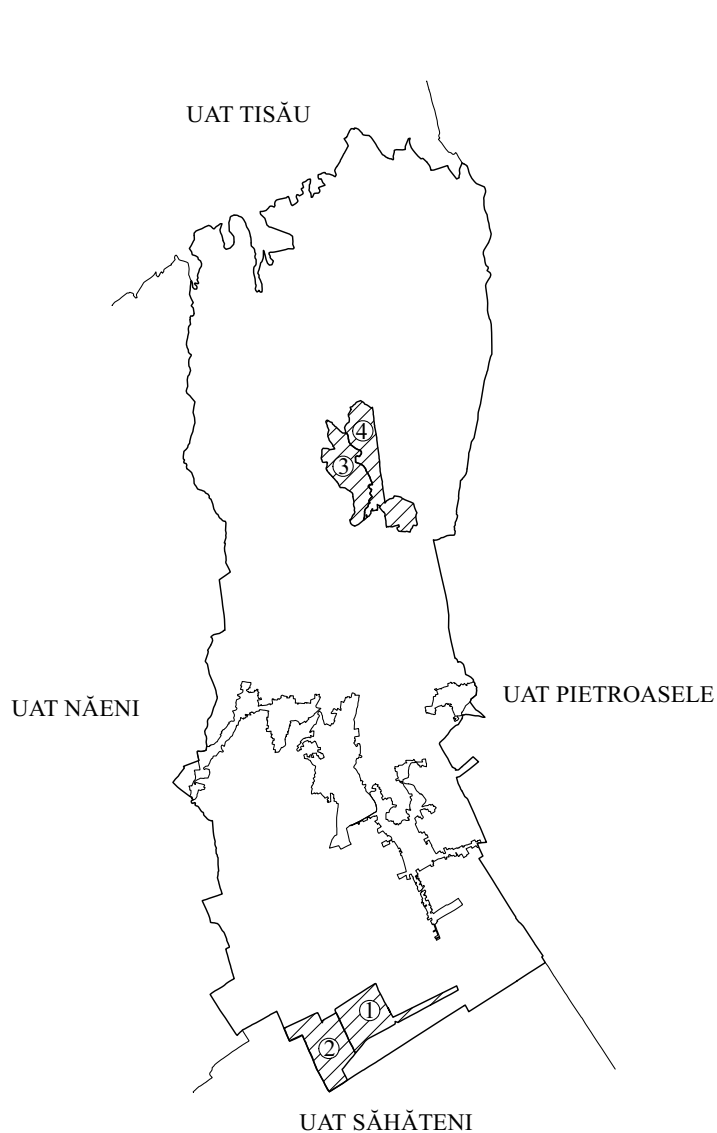 UAT TISĂU
④
③
UAT NĂENI
UAT PIETROASELE
①
②
UAT SĂHĂTENI